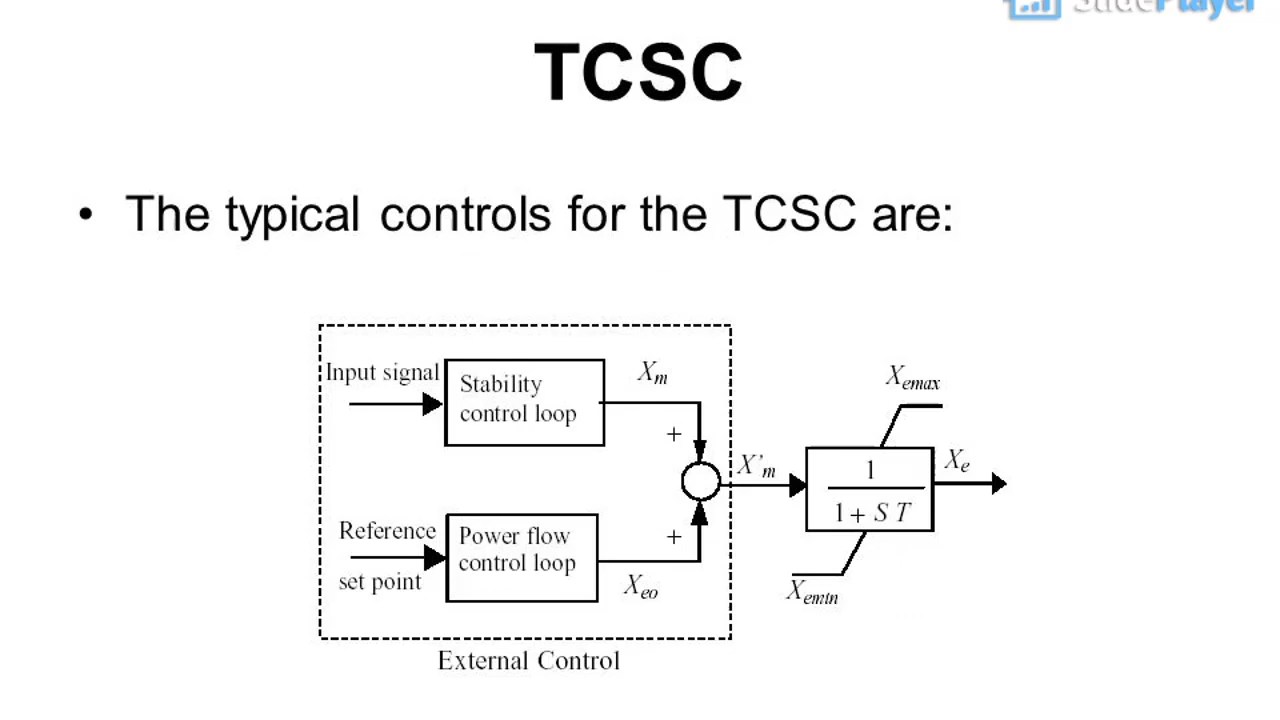 SlidePlayer
TCSC
• The typical controls for the TCSC are:
Input signal
Stability
control loop
Xm
+
Xemax
X'm
1
1 + S T
Xe
Reference
set point
Power flow
control loop
+
Xeo
Xemin
External Control